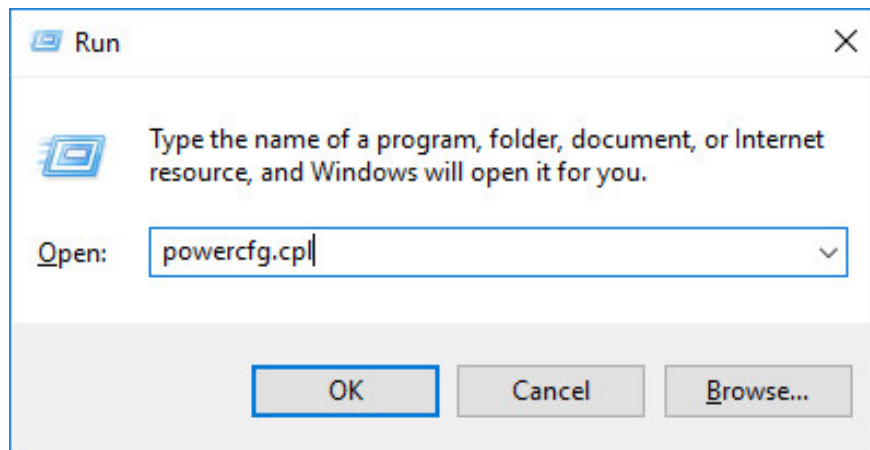 Run
Type the name of a program, folder, document, or Internet
resource, and Windows will open it for you.
Open: powercfg.cpl
OK Cancel Browse...